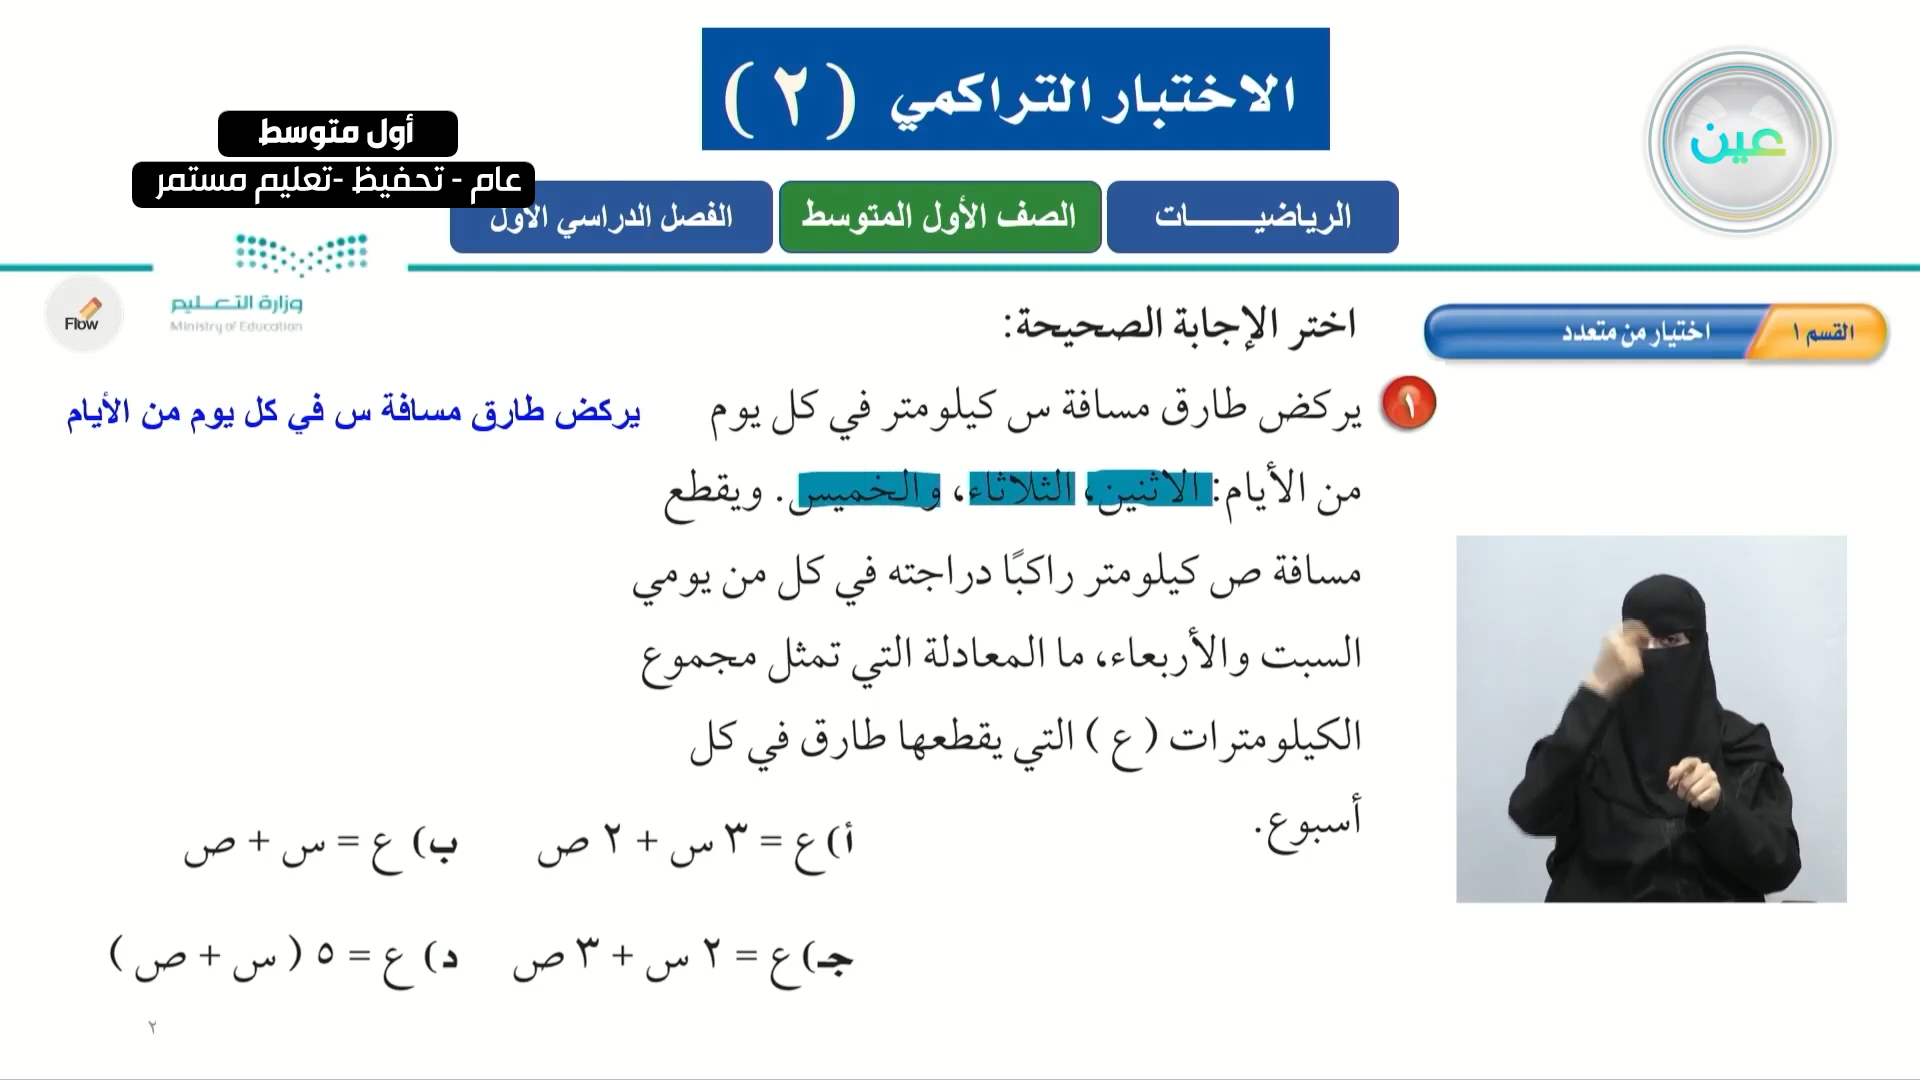 الاختبار التراكمي (٢)
عين
أول متوسط
عام - تحفيظ -تعليم مستمر
الرياضيـــــــــات
الصف الأول المتوسط
الفصل الدراسي الأول
وزارة التعـــليم
Ministry of Education
Flow
القسم ١
اختيار من متعدد
اختر الإجابة الصحيحة:
١ يركض طارق مسافة س كيلومتر في كل يوم
من الأيام: الاثنين، الثلاثاء، والخميس. ويقطع
مسافة ص كيلومتر راكبًا دراجته في كل من يومي
السبت والأربعاء، ما المعادلة التي تمثل مجموع
الكيلومترات (ع) التي يقطعها طارق في كل
أسبوع.
يركض طارق مسافة س في كل يوم من الأيام
أ) ع = ٣ س + ٢ ص
ب) ع = س + ص
جـ) ع = ٢ س + ٣ ص
د) ع = ٥ (س + ص)
٢